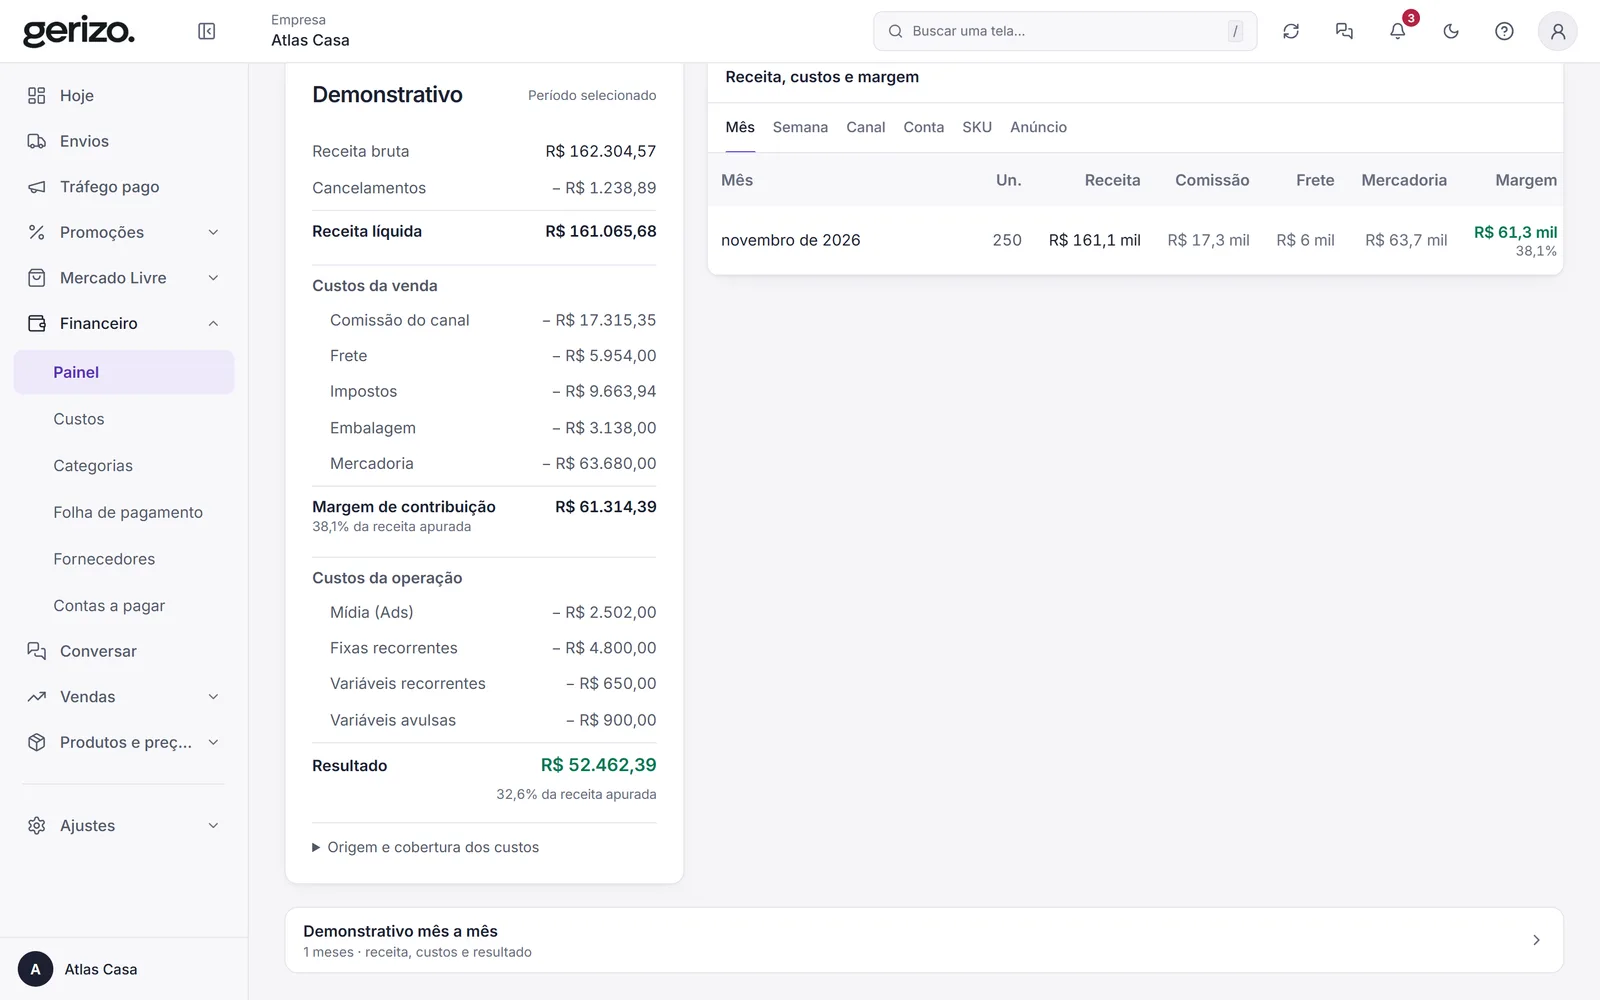 gerizo.
Empresa
Atlas Casa
Buscar uma tela...
/
3
Hoje
Envios
Tráfego pago
Promoções
Mercado Livre
Financeiro
Painel
Custos
Categorias
Folha de pagamento
Fornecedores
Contas a pagar
Conversar
Vendas
Produtos e preç...
Ajustes
A Atlas Casa
Demonstrativo Período selecionado
Receita bruta R$ 162.304,57
Cancelamentos – R$ 1.238,89
Receita líquida R$ 161.065,68
Custos da venda
Comissão do canal – R$ 17.315,35
Frete – R$ 5.954,00
Impostos – R$ 9.663,94
Embalagem – R$ 3.138,00
Mercadoria – R$ 63.680,00
Margem de contribuição R$ 61.314,39
38,1% da receita apurada
Custos da operação
Mídia (Ads) – R$ 2.502,00
Fixas recorrentes – R$ 4.800,00
Variáveis recorrentes – R$ 650,00
Variáveis avulsas – R$ 900,00
Resultado R$ 52.462,39
32,6% da receita apurada
Origem e cobertura dos custos
Receita, custos e margem
Mês Semana Canal Conta SKU Anúncio
Mês Un. Receita Comissão Frete Mercadoria Margem
novembro de 2026 250 R$ 161,1 mil R$ 17,3 mil R$ 6 mil R$ 63,7 mil R$ 61,3 mil
38,1%
Demonstrativo mês a mês
1 meses · receita, custos e resultado